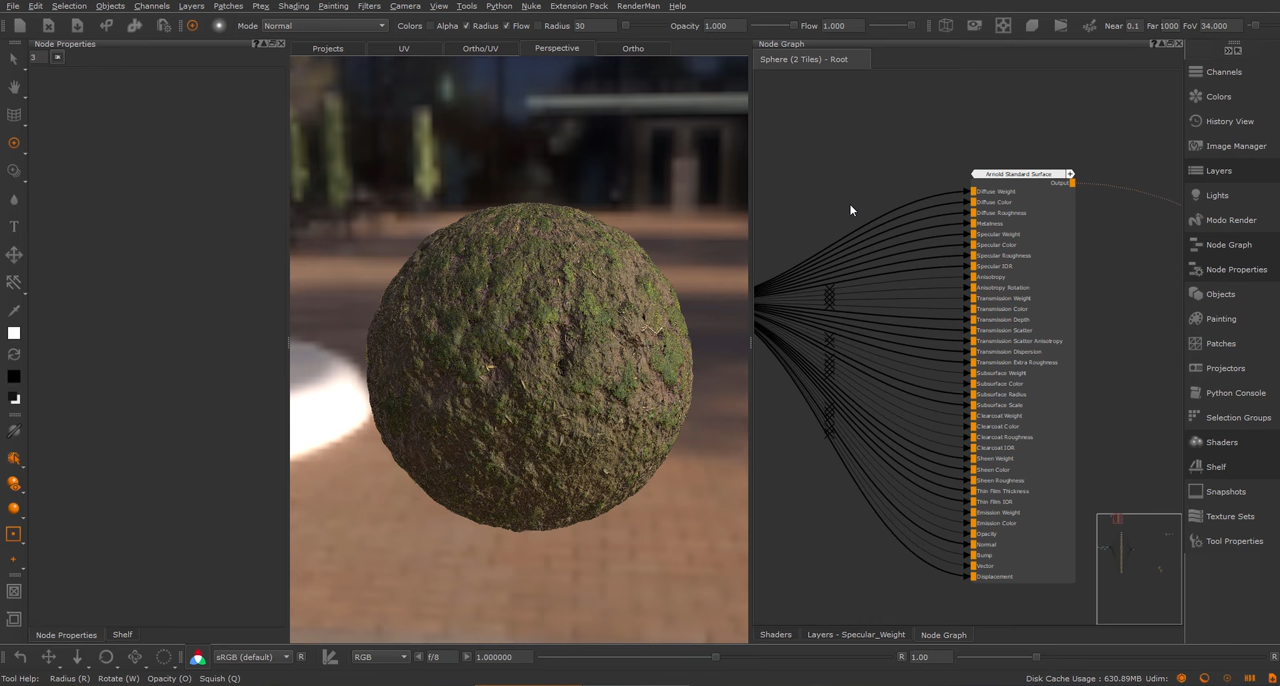 File Edit Selection Objects Channels Layers Patches Ptex Shading Painting Filters Camera View Tools Python Nuke Extension Pack RenderMan Help
Mode Normal Colors Alpha Radius Flow Radius 30 Opacity 1.000 Flow 1.000 Near 0.1 Far 1000 FoV 34.000
Node Properties
3
Projects UV Ortho/UV Perspective Ortho
Node Graph
Sphere (2 Tiles) - Root
Arnold Standard Surface +
Output
Diffuse Weight
Diffuse Color
Diffuse Roughness
Metalness
Specular Weight
Specular Color
Specular Roughness
Specular IOR
Anisotropy
Anisotropy Rotation
Transmission Weight
Transmission Color
Transmission Depth
Transmission Scatter
Transmission Scatter Anisotropy
Transmission Dispersion
Transmission Extra Roughness
Subsurface Weight
Subsurface Color
Subsurface Radius
Subsurface Scale
Clearcoat Weight
Clearcoat Color
Clearcoat Roughness
Clearcoat IOR
Sheen Weight
Sheen Color
Sheen Roughness
Thin Film Thickness
Thin Film IOR
Emission Weight
Emission Color
Opacity
Normal
Bump
Vector
Displacement
Channels
Colors
History View
Image Manager
Layers
Lights
Modo Render
Node Graph
Node Properties
Objects
Painting
Patches
Projectors
Python Console
Selection Groups
Shaders
Shelf
Snapshots
Texture Sets
Tool Properties
Node Properties Shelf
Shaders Layers - Specular_Weight Node Graph
sRGB (default) R RGB f/8 1.000000 R 1.00 R
Tool Help: Radius (R) Rotate (W) Opacity (O) Squish (Q)
Disk Cache Usage : 630.89MB Udim: